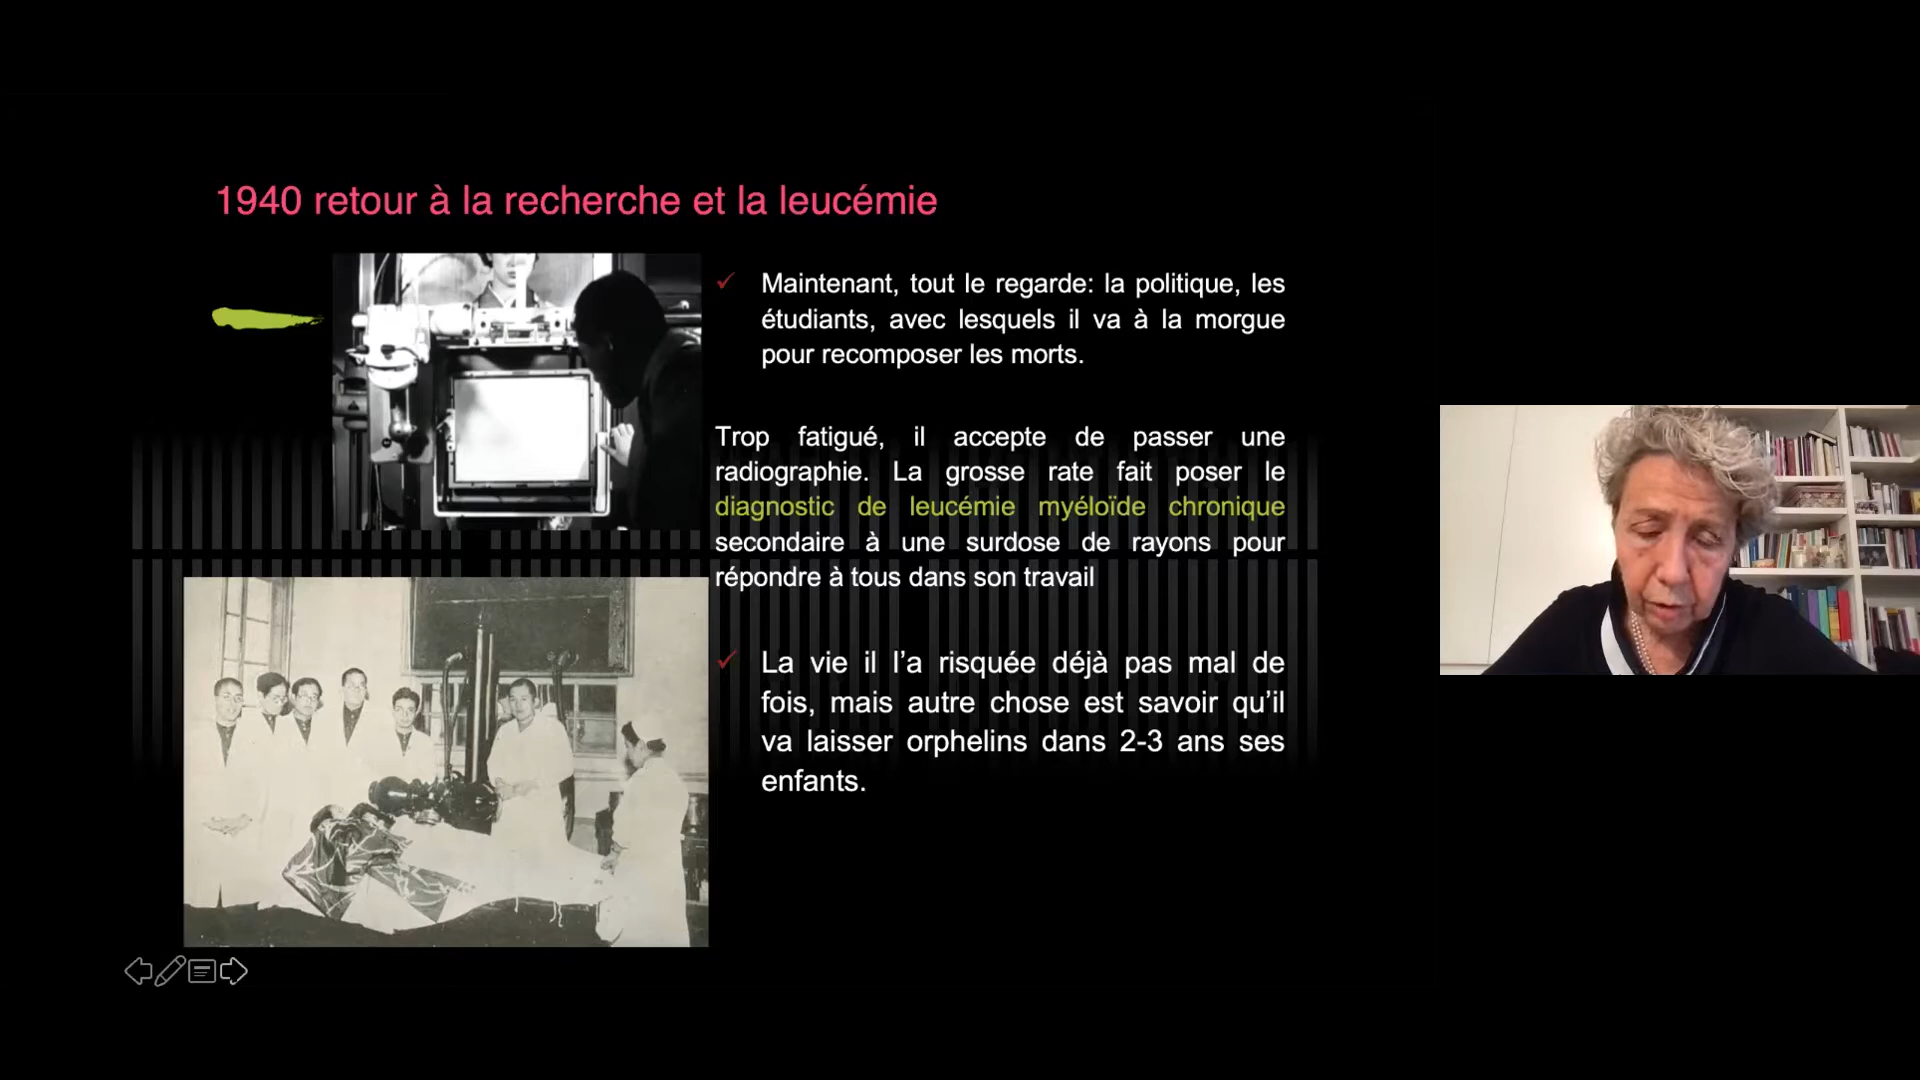 1940 retour à la recherche et la leucémie
Maintenant, tout le regarde: la politique, les
étudiants, avec lesquels il va à la morgue
pour recomposer les morts.
Trop fatigué, il accepte de passer une
radiographie. La grosse rate fait poser le
diagnostic de leucémie myéloïde chronique
secondaire à une surdose de rayons pour
répondre à tous dans son travail
La vie il l’a risquée déjà pas mal de
fois, mais autre chose est savoir qu’il
va laisser orphelins dans 2-3 ans ses
enfants.